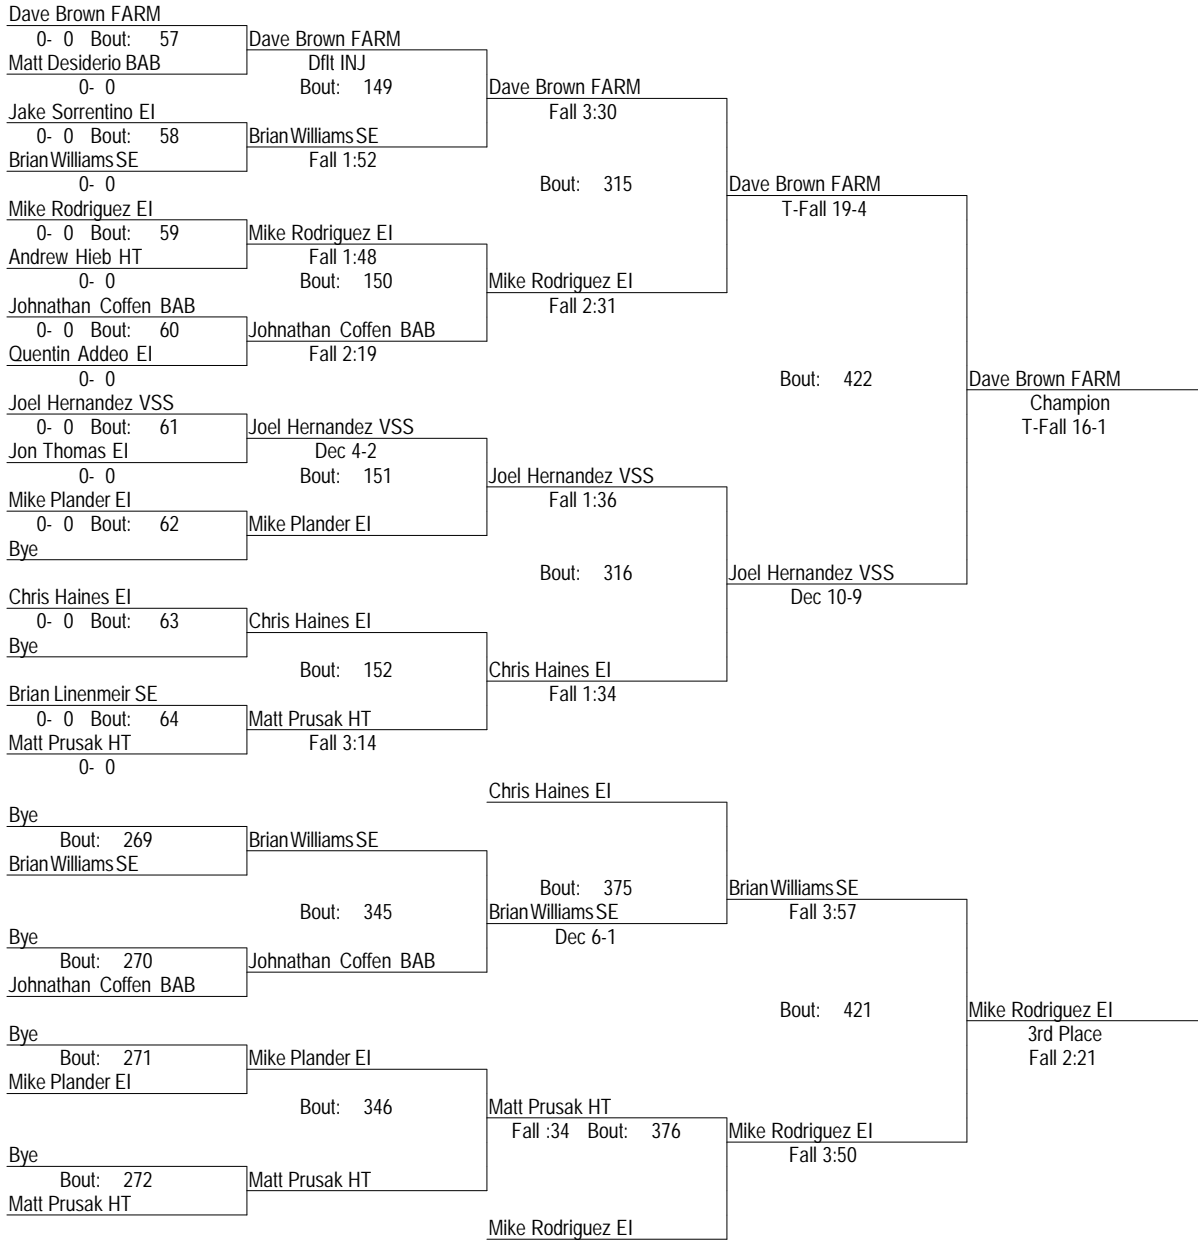 Dave Brown FARM
0- 0 Bout: 57 Dave Brown FARM
Matt Desiderio BAB Dflt INJ
0- 0 Bout: 149 Dave Brown FARM
Jake Sorrentino EI Fall 3:30
0- 0 Bout: 58 Brian Williams SE
Brian Williams SE Fall 1:52
0- 0 Bout: 315 Dave Brown FARM
Mike Rodriguez EI T-Fall 19-4
0- 0 Bout: 59 Mike Rodriguez EI
Andrew Hieb HT Fall 1:48
0- 0 Bout: 150 Mike Rodriguez EI
Johnathan Coffen BAB Fall 2:31
0- 0 Bout: 60 Johnathan Coffen BAB
Quentin Addeo EI Fall 2:19
0- 0 Bout: 422 Dave Brown FARM
Joel Hernandez VSS Champion
0- 0 Bout: 61 Joel Hernandez VSS T-Fall 16-1
Jon Thomas EI Dec 4-2
0- 0 Bout: 151 Joel Hernandez VSS
Mike Plander EI Fall 1:36
0- 0 Bout: 62 Mike Plander EI
Bye
Bout: 316 Joel Hernandez VSS
Chris Haines EI Dec 10-9
0- 0 Bout: 63 Chris Haines EI
Bye
Bout: 152 Chris Haines EI
Brian Linenmeir SE Fall 1:34
0- 0 Bout: 64 Matt Prusak HT
Matt Prusak HT Fall 3:14
0- 0
Chris Haines EI
Bye
Bout: 269 Brian Williams SE
Brian Williams SE
Bout: 375 Brian Williams SE
Bout: 345 Brian Williams SE Fall 3:57
Bye Dec 6-1
Bout: 270 Johnathan Coffen BAB
Johnathan Coffen BAB
Bout: 421 Mike Rodriguez EI
Bye 3rd Place
Bout: 271 Mike Plander EI Fall 2:21
Mike Plander EI
Bout: 346 Matt Prusak HT
Fall :34 Bout: 376 Mike Rodriguez EI
Bye Fall 3:50
Bout: 272 Matt Prusak HT
Matt Prusak HT
Mike Rodriguez EI